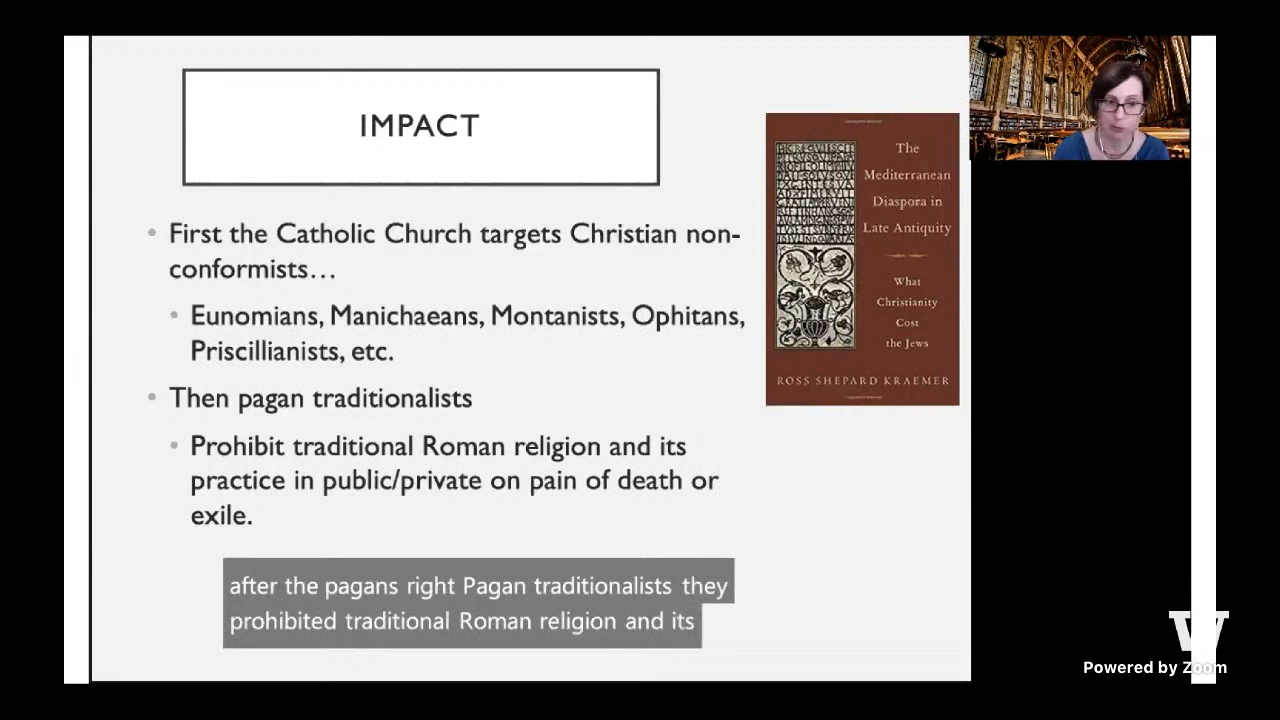 IMPACT
First the Catholic Church targets Christian non-
conformists…
Eunomians, Manichaeans, Montanists, Ophitans,
Priscillianists, etc.
Then pagan traditionalists
Prohibit traditional Roman religion and its
practice in public/private on pain of death or
exile.
after the pagans right Pagan traditionalists they
prohibited traditional Roman religion and its
The
Mediterranean
Diaspora in
Late Antiquity
What
Christianity
Cost
the Jews
ROSS SHEPARD KRAEMER
W
Powered by Zoom